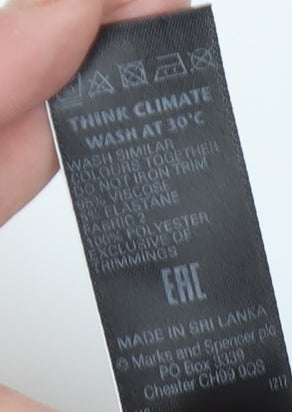 THINK CLIMATE
WASH AT 30°C
WASH SIMILAR
COLOURS TOGETHER
DO NOT IRON TRIM
VISCOSE
ELASTANE
FABRIC 2
100% POLYESTER
EXCLUSIVE OF
TRIMMINGS
EAC
MADE IN SRI LANKA
© Marks and Spencer plc
PO Box 3339
Chester CH99 9QS
1217